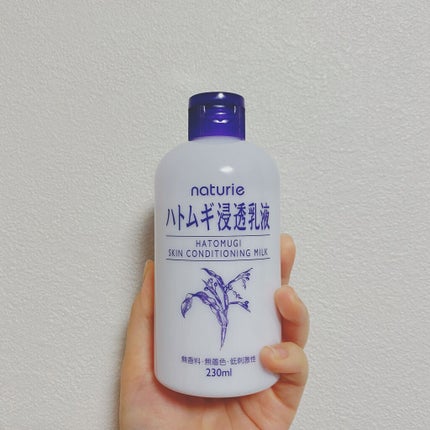 naturie
ハトムギ浸透乳液
HATOMUGI
SKIN CONDITIONING MILK
無香料・無着色・低刺激性
230ml